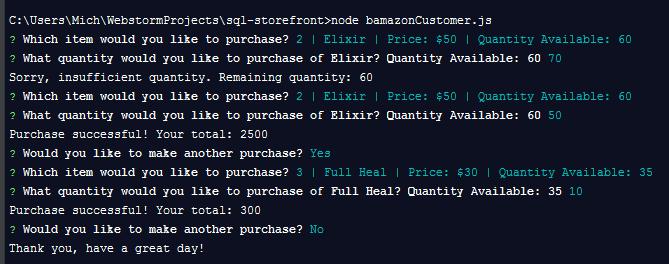 C:\Users\Mich\WebstormProjects\sql-storefront>node bamazonCustomer.js
? Which item would you like to purchase? 2 | Elixir | Price: $50 | Quantity Available: 60
? What quantity would you like to purchase of Elixir? Quantity Available: 60 70
Sorry, insufficient quantity. Remaining quantity: 60
? Which item would you like to purchase? 2 | Elixir | Price: $50 | Quantity Available: 60
? What quantity would you like to purchase of Elixir? Quantity Available: 60 50
Purchase successful! Your total: 2500
? Would you like to make another purchase? Yes
? Which item would you like to purchase? 3 | Full Heal | Price: $30 | Quantity Available: 35
? What quantity would you like to purchase of Full Heal? Quantity Available: 35 10
Purchase successful! Your total: 300
? Would you like to make another purchase? No
Thank you, have a great day!